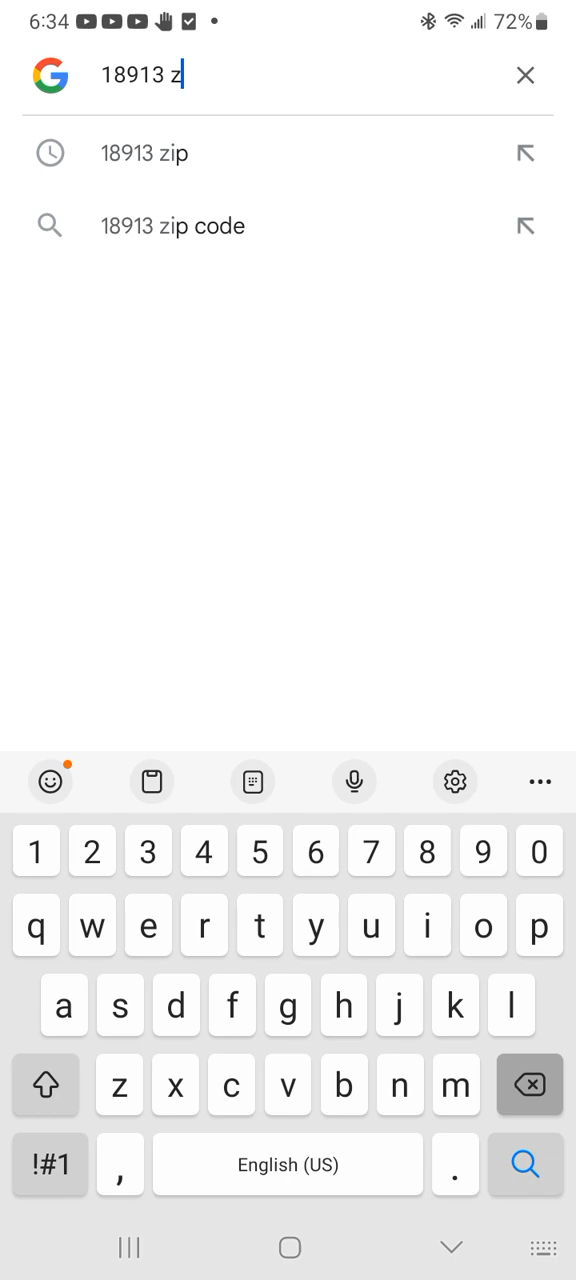 6:34 72%
18913 z
18913 zip
18913 zip code
1 2 3 4 5 6 7 8 9 0
q w e r t y u i o p
a s d f g h j k l
z x c v b n m
!#1 , English (US) .